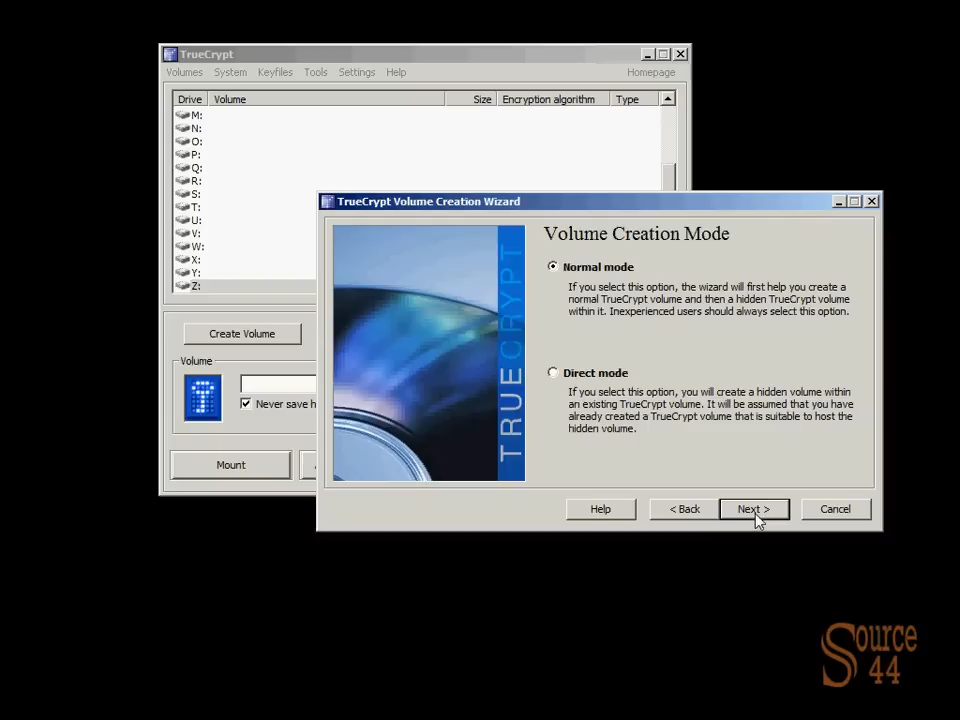 TrueCrypt
Volumes System Keyfiles Tools Settings Help Homepage
Drive Volume Size Encryption algorithm Type
M:
N:
O:
P:
Q:
R:
S:
T:
U:
V:
W:
X:
Y:
Z:
Create Volume
Volume
Never save h
Mount
TrueCrypt Volume Creation Wizard
TRUECRYPT
Volume Creation Mode
Normal mode
If you select this option, the wizard will first help you create a
normal TrueCrypt volume and then a hidden TrueCrypt volume
within it. Inexperienced users should always select this option.
Direct mode
If you select this option, you will create a hidden volume within
an existing TrueCrypt volume. It will be assumed that you have
already created a TrueCrypt volume that is suitable to host the
hidden volume.
Help < Back Next > Cancel
Source
44